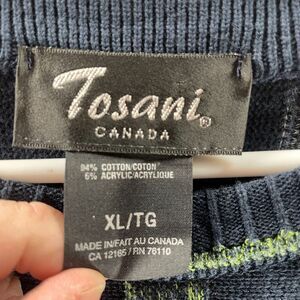 Tosani®
CANADA
94% COTTON/COTON
6% ACRYLIC/ACRYLIQUE
XL/TG
MADE IN/FAIT AU CANADA
CA 12165 / RN 76110